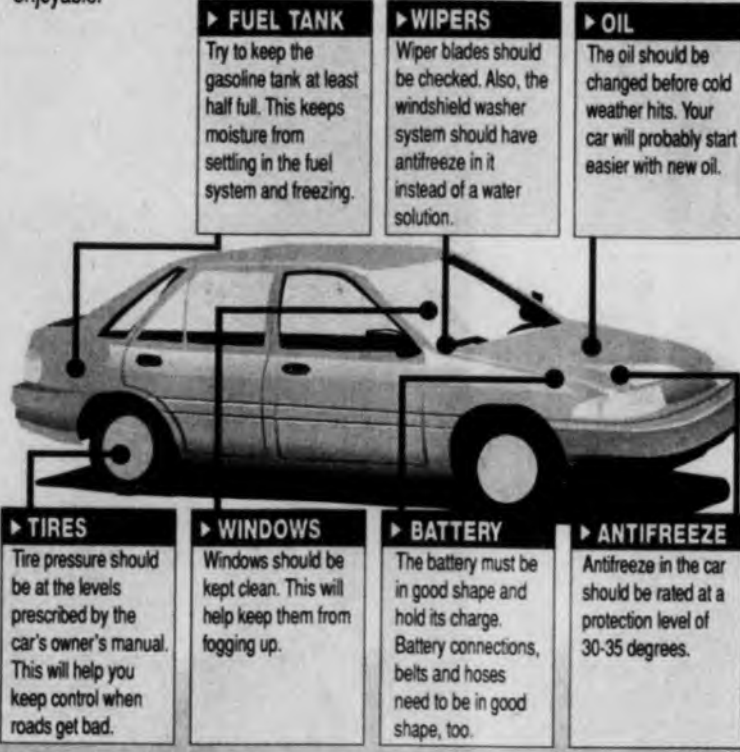 enjoyable.
▶ FUEL TANK
Try to keep the
gasoline tank at least
half full. This keeps
moisture from
settling in the fuel
system and freezing.
▶ WIPERS
Wiper blades should
be checked. Also, the
windshield washer
system should have
antifreeze in it
instead of a water
solution.
▶ OIL
The oil should be
changed before cold
weather hits. Your
car will probably start
easier with new oil.
▶ TIRES
Tire pressure should
be at the levels
prescribed by the
car's owner's manual.
This will help you
keep control when
roads get bad.
▶ WINDOWS
Windows should be
kept clean. This will
help keep them from
fogging up.
▶ BATTERY
The battery must be
in good shape and
hold its charge.
Battery connections,
belts and hoses
need to be in good
shape, too.
▶ ANTIFREEZE
Antifreeze in the car
should be rated at a
protection level of
30-35 degrees.